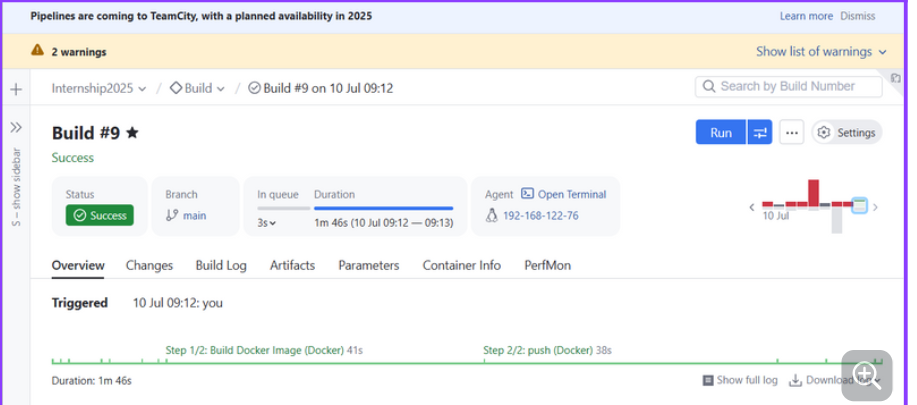 Pipelines are coming to TeamCity, with a planned availability in 2025 Learn more Dismiss
2 warnings Show list of warnings
Internship2025 / Build / Build #9 on 10 Jul 09:12 Search by Build Number
Build #9 Run ... Settings
Success
S – show sidebar
Status Branch In queue Duration Agent Open Terminal
Success main 3s 1m 46s (10 Jul 09:12 — 09:13) 192-168-122-76
10 Jul
Overview Changes Build Log Artifacts Parameters Container Info PerfMon
Triggered 10 Jul 09:12: you
Step 1/2: Build Docker Image (Docker) 41s Step 2/2: push (Docker) 38s
Duration: 1m 46s Show full log Download